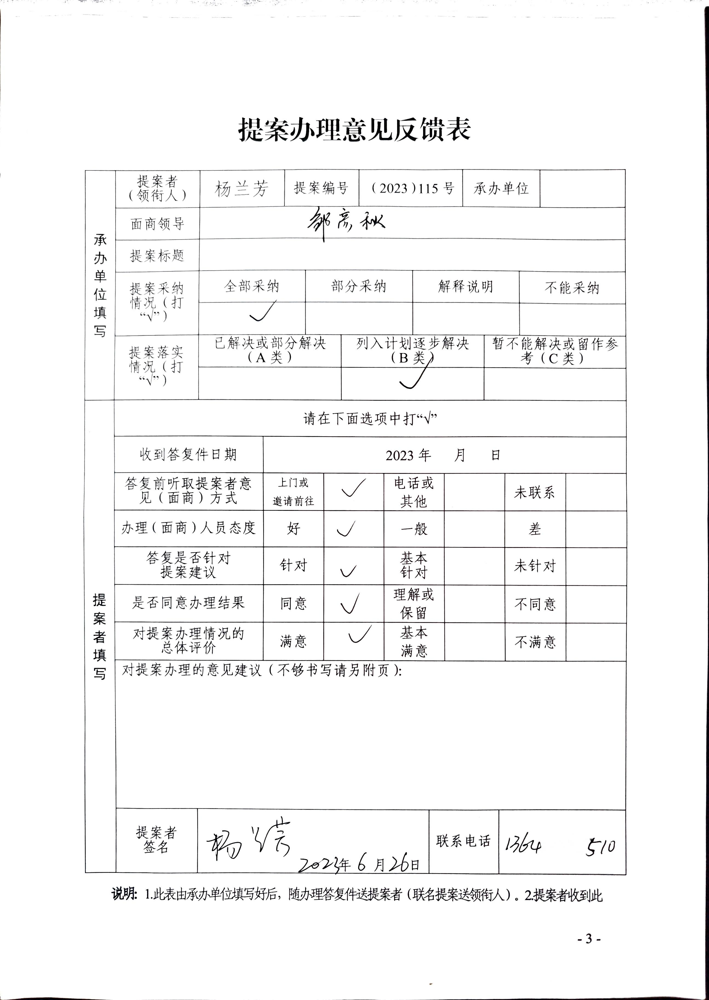 提案办理意见反馈表
承办单位填写
提案者
（领衔人）
杨兰芳
提案编号
（2023）115号
承办单位
面商领导
邹彦秋
提案标题
提案采纳
情况（打
“√”）
全部采纳
部分采纳
解释说明
不能采纳
✓
提案落实
情况（打
“√”）
已解决或部分解决
（A类）
列入计划逐步解决
（B类）
暂不能解决或留作参
考（C类）
✓
提案者填写
请在下面选项中打“√”
收到答复件日期
2023年 月 日
答复前听取提案者意
见（面商）方式
上门或
邀请前往
✓
电话或
其他
未联系
办理（面商）人员态度
好
✓
一般
差
答复是否针对
提案建议
针对
✓
基本
针对
未针对
是否同意办理结果
同意
✓
理解或
保留
不同意
对提案办理情况的
总体评价
满意
✓
基本
满意
不满意
对提案办理的意见建议（不够书写请另附页）：
提案者
签名
杨兰芳
2023年6月26日
联系电话
1364 510
说明：1.此表由承办单位填写好后，随办理答复件送提案者（联名提案送领衔人）。2.提案者收到此
- 3 -